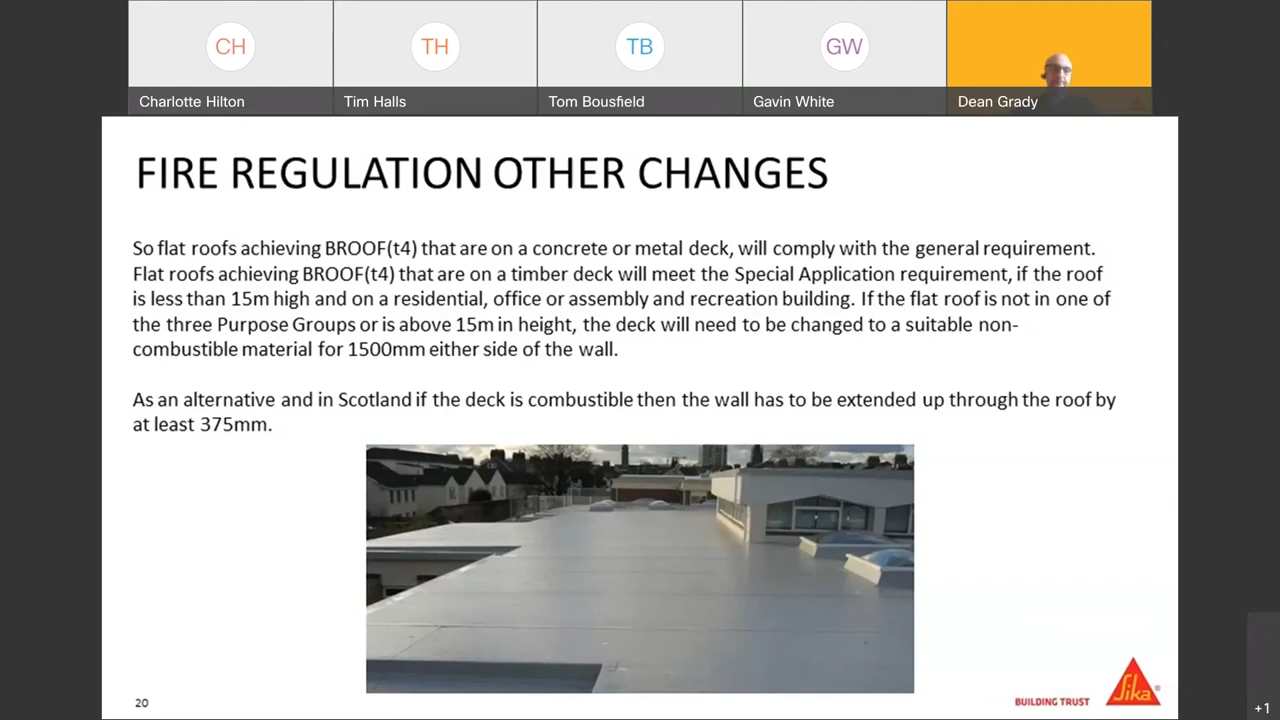 CH
TH
TB
GW
Charlotte Hilton
Tim Halls
Tom Bousfield
Gavin White
Dean Grady
FIRE REGULATION OTHER CHANGES
So flat roofs achieving BROOF(t4) that are on a concrete or metal deck, will comply with the general requirement.
Flat roofs achieving BROOF(t4) that are on a timber deck will meet the Special Application requirement, if the roof
is less than 15m high and on a residential, office or assembly and recreation building. If the flat roof is not in one of
the three Purpose Groups or is above 15m in height, the deck will need to be changed to a suitable non-
combustible material for 1500mm either side of the wall.
As an alternative and in Scotland if the deck is combustible then the wall has to be extended up through the roof by
at least 375mm.
20
BUILDING TRUST
Sika®
+1